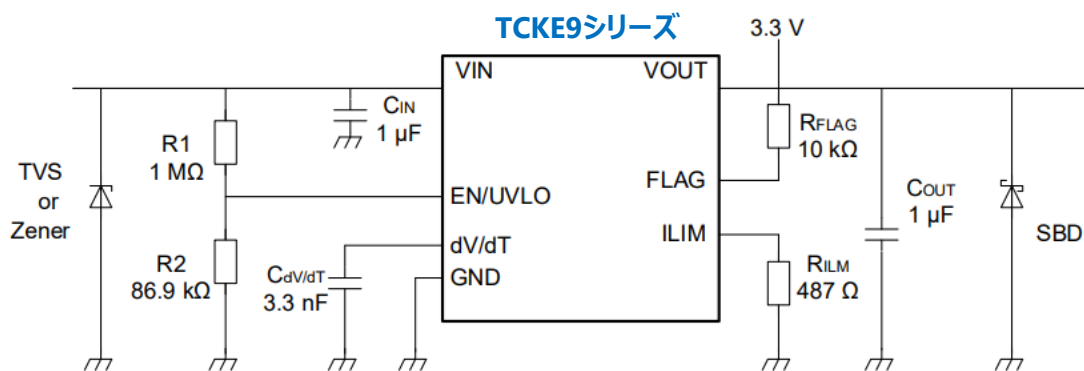 TCKE9シリーズ
3.3 V
VIN
VOUT
CIN
1 µF
R1
1 MΩ
RFLAG
10 kΩ
TVS
or
Zener
EN/UVLO
FLAG
COUT
1 µF
ILIM
SBD
dV/dT
R2
86.9 kΩ
CdV/dT
3.3 nF
GND
RILM
487 Ω